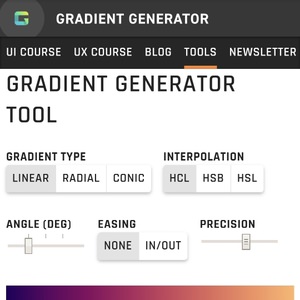 GRADIENT GENERATOR
UI COURSE UX COURSE BLOG TOOLS NEWSLETTER
GRADIENT GENERATOR
TOOL
GRADIENT TYPE INTERPOLATION
LINEAR RADIAL CONIC HCL HSB HSL
ANGLE (DEG) EASING PRECISION
NONE IN/OUT